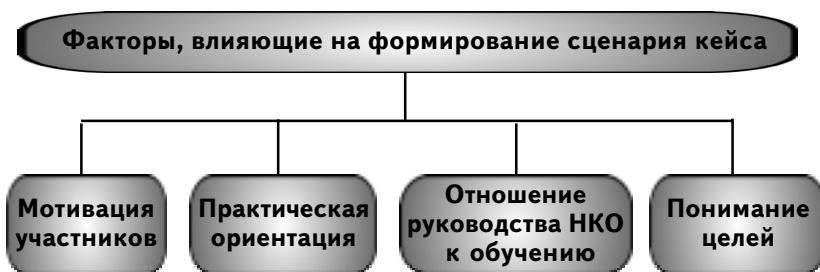 Факторы, влияющие на формирование сценария кейса
Мотивация
участников
Практическая
ориентация
Отношение
руководства НКО
к обучению
Понимание
целей